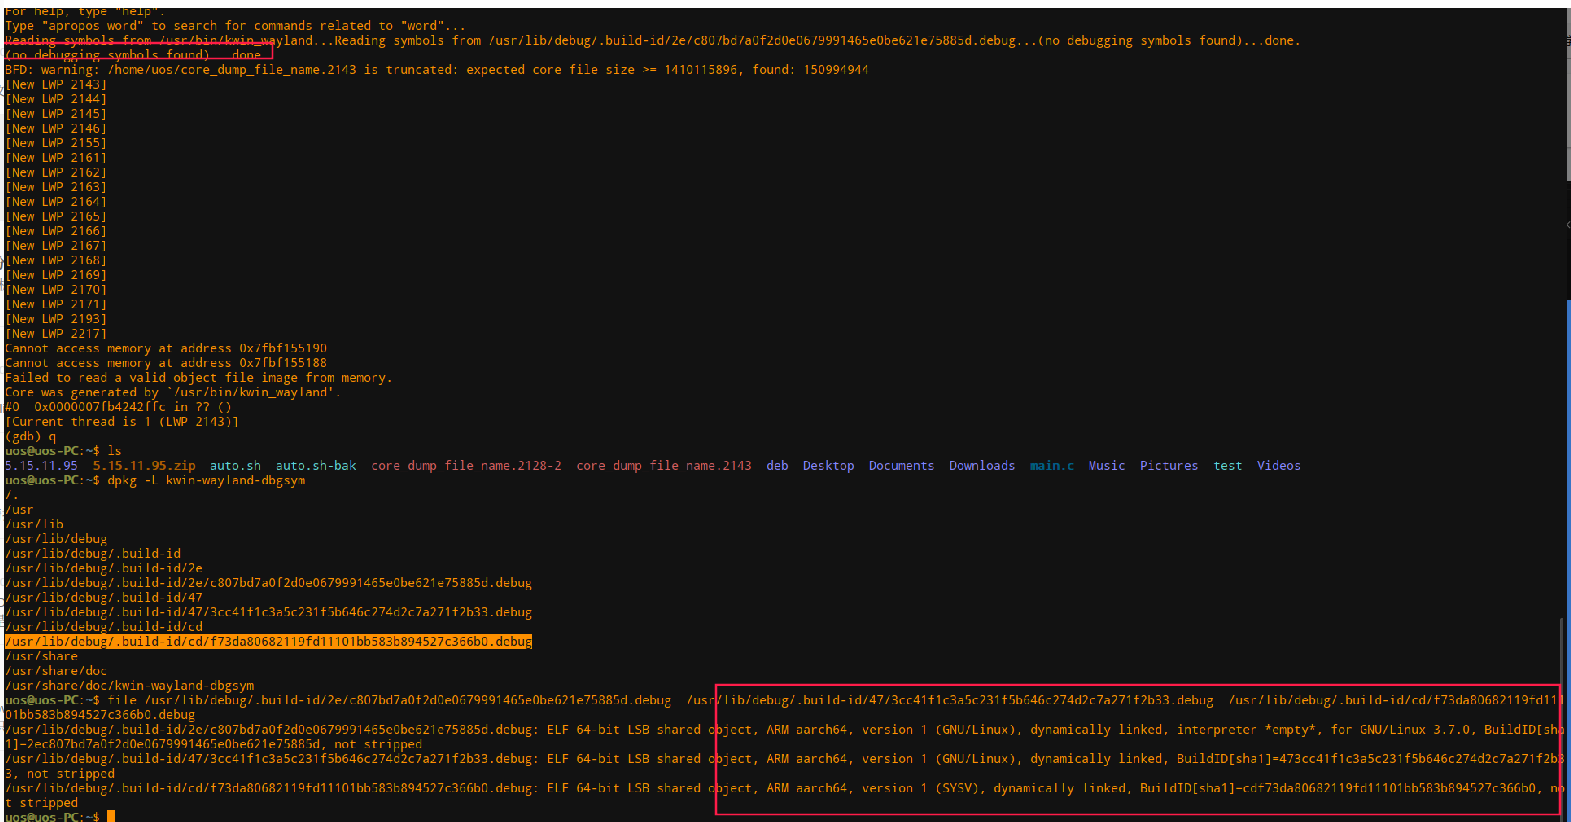 For help, type "help".
Type "apropos word" to search for commands related to "word"...
Reading symbols from /usr/bin/kwin_wayland...Reading symbols from /usr/lib/debug/.build-id/2e/c807bd7a0f2d0e0679991465e0be621e75885d.debug...(no debugging symbols found)...done.
(no debugging symbols found)...done.
BFD: warning: /home/uos/core_dump_file_name.2143 is truncated: expected core file size >= 1410115896, found: 150994944
[New LWP 2143]
[New LWP 2144]
[New LWP 2145]
[New LWP 2146]
[New LWP 2155]
[New LWP 2161]
[New LWP 2162]
[New LWP 2163]
[New LWP 2164]
[New LWP 2165]
[New LWP 2166]
[New LWP 2167]
[New LWP 2168]
[New LWP 2169]
[New LWP 2170]
[New LWP 2171]
[New LWP 2193]
[New LWP 2217]
Cannot access memory at address 0x7fbf155190
Cannot access memory at address 0x7fbf155188
Failed to read a valid object file image from memory.
Core was generated by `/usr/bin/kwin_wayland'.
#0  0x0000007fb4242ffc in ?? ()
[Current thread is 1 (LWP 2143)]
(gdb) q
uos@uos-PC:~$ ls
5.15.11.95  5.15.11.95.zip  auto.sh  auto.sh-bak  core_dump_file_name.2128-2  core_dump_file_name.2143  deb  Desktop  Documents  Downloads  main.c  Music  Pictures  test  Videos
uos@uos-PC:~$ dpkg -L kwin-wayland-dbgsym
/.
/usr
/usr/lib
/usr/lib/debug
/usr/lib/debug/.build-id
/usr/lib/debug/.build-id/2e
/usr/lib/debug/.build-id/2e/c807bd7a0f2d0e0679991465e0be621e75885d.debug
/usr/lib/debug/.build-id/47
/usr/lib/debug/.build-id/47/3cc41f1c3a5c231f5b646c274d2c7a271f2b33.debug
/usr/lib/debug/.build-id/cd
/usr/lib/debug/.build-id/cd/f73da80682119fd11101bb583b894527c366b0.debug
/usr/share
/usr/share/doc
/usr/share/doc/kwin-wayland-dbgsym
uos@uos-PC:~$ file /usr/lib/debug/.build-id/2e/c807bd7a0f2d0e0679991465e0be621e75885d.debug  /usr/lib/debug/.build-id/47/3cc41f1c3a5c231f5b646c274d2c7a271f2b33.debug  /usr/lib/debug/.build-id/cd/f73da80682119fd111
01bb583b894527c366b0.debug
/usr/lib/debug/.build-id/2e/c807bd7a0f2d0e0679991465e0be621e75885d.debug: ELF 64-bit LSB shared object, ARM aarch64, version 1 (GNU/Linux), dynamically linked, interpreter *empty*, for GNU/Linux 3.7.0, BuildID[sha
1]=2ec807bd7a0f2d0e0679991465e0be621e75885d, not stripped
/usr/lib/debug/.build-id/47/3cc41f1c3a5c231f5b646c274d2c7a271f2b33.debug: ELF 64-bit LSB shared object, ARM aarch64, version 1 (GNU/Linux), dynamically linked, BuildID[sha1]=473cc41f1c3a5c231f5b646c274d2c7a271f2b3
3, not stripped
/usr/lib/debug/.build-id/cd/f73da80682119fd11101bb583b894527c366b0.debug: ELF 64-bit LSB shared object, ARM aarch64, version 1 (SYSV), dynamically linked, BuildID[sha1]=cdf73da80682119fd11101bb583b894527c366b0, no
t stripped
uos@uos-PC:~$